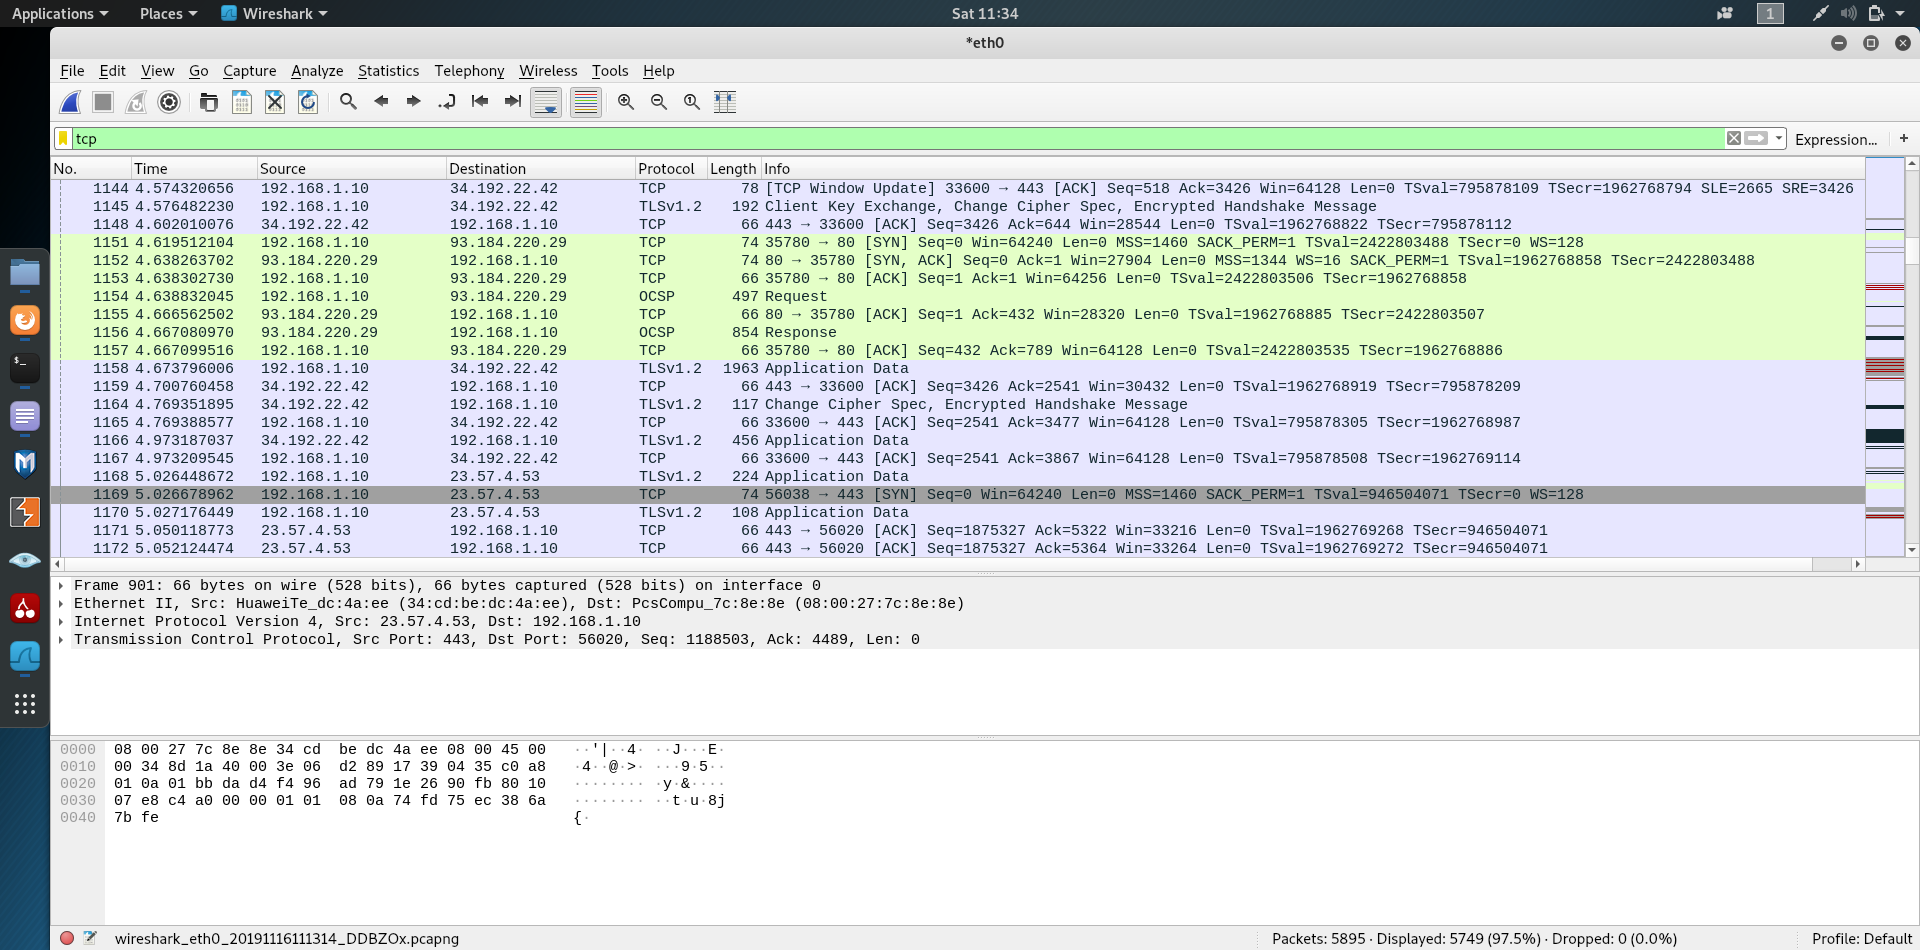 Applications Places Wireshark Sat 11:34 1
*eth0
File Edit View Go Capture Analyze Statistics Telephony Wireless Tools Help
tcp Expression... +
No. Time Source Destination Protocol Length Info
1144 4.574320656 192.168.1.10 34.192.22.42 TCP 78 [TCP Window Update] 33600 → 443 [ACK] Seq=518 Ack=3426 Win=64128 Len=0 TSval=795878109 TSecr=1962768794 SLE=2665 SRE=3426
1145 4.576482230 192.168.1.10 34.192.22.42 TLSv1.2 192 Client Key Exchange, Change Cipher Spec, Encrypted Handshake Message
1148 4.602010076 34.192.22.42 192.168.1.10 TCP 66 443 → 33600 [ACK] Seq=3426 Ack=644 Win=28544 Len=0 TSval=1962768822 TSecr=795878112
1151 4.619512104 192.168.1.10 93.184.220.29 TCP 74 35780 → 80 [SYN] Seq=0 Win=64240 Len=0 MSS=1460 SACK_PERM=1 TSval=2422803488 TSecr=0 WS=128
1152 4.638263702 93.184.220.29 192.168.1.10 TCP 74 80 → 35780 [SYN, ACK] Seq=0 Ack=1 Win=27904 Len=0 MSS=1344 WS=16 SACK_PERM=1 TSval=1962768858 TSecr=2422803488
1153 4.638302730 192.168.1.10 93.184.220.29 TCP 66 35780 → 80 [ACK] Seq=1 Ack=1 Win=64256 Len=0 TSval=2422803506 TSecr=1962768858
1154 4.638832045 192.168.1.10 93.184.220.29 OCSP 497 Request
1155 4.666562502 93.184.220.29 192.168.1.10 TCP 66 80 → 35780 [ACK] Seq=1 Ack=432 Win=28320 Len=0 TSval=1962768885 TSecr=2422803507
1156 4.667080970 93.184.220.29 192.168.1.10 OCSP 854 Response
1157 4.667099516 192.168.1.10 93.184.220.29 TCP 66 35780 → 80 [ACK] Seq=432 Ack=789 Win=64128 Len=0 TSval=2422803535 TSecr=1962768886
1158 4.673796006 192.168.1.10 34.192.22.42 TLSv1.2 1963 Application Data
1159 4.700760458 34.192.22.42 192.168.1.10 TCP 66 443 → 33600 [ACK] Seq=3426 Ack=2541 Win=30432 Len=0 TSval=1962768919 TSecr=795878209
1164 4.769351895 34.192.22.42 192.168.1.10 TLSv1.2 117 Change Cipher Spec, Encrypted Handshake Message
1165 4.769388577 192.168.1.10 34.192.22.42 TCP 66 33600 → 443 [ACK] Seq=2541 Ack=3477 Win=64128 Len=0 TSval=795878305 TSecr=1962768987
1166 4.973187037 34.192.22.42 192.168.1.10 TLSv1.2 456 Application Data
1167 4.973209545 192.168.1.10 34.192.22.42 TCP 66 33600 → 443 [ACK] Seq=2541 Ack=3867 Win=64128 Len=0 TSval=795878508 TSecr=1962769114
1168 5.026448672 192.168.1.10 23.57.4.53 TLSv1.2 224 Application Data
1169 5.026678962 192.168.1.10 23.57.4.53 TCP 74 56038 → 443 [SYN] Seq=0 Win=64240 Len=0 MSS=1460 SACK_PERM=1 TSval=946504071 TSecr=0 WS=128
1170 5.027176449 192.168.1.10 23.57.4.53 TLSv1.2 108 Application Data
1171 5.050118773 23.57.4.53 192.168.1.10 TCP 66 443 → 56020 [ACK] Seq=1875327 Ack=5322 Win=33216 Len=0 TSval=1962769268 TSecr=946504071
1172 5.052124474 23.57.4.53 192.168.1.10 TCP 66 443 → 56020 [ACK] Seq=1875327 Ack=5364 Win=33264 Len=0 TSval=1962769272 TSecr=946504071
Frame 901: 66 bytes on wire (528 bits), 66 bytes captured (528 bits) on interface 0
Ethernet II, Src: HuaweiTe_dc:4a:ee (34:cd:be:dc:4a:ee), Dst: PcsCompu_7c:8e:8e (08:00:27:7c:8e:8e)
Internet Protocol Version 4, Src: 23.57.4.53, Dst: 192.168.1.10
Transmission Control Protocol, Src Port: 443, Dst Port: 56020, Seq: 1188503, Ack: 4489, Len: 0
0000 08 00 27 7c 8e 8e 34 cd be dc 4a ee 08 00 45 00 ··'|··4· ··J···E·
0010 00 34 8d 1a 40 00 3e 06 d2 89 17 39 04 35 c0 a8 ·4··@·>· ···9·5··
0020 01 0a 01 bb da d4 f4 96 ad 79 1e 26 90 fb 80 10 ········ ·y·&····
0030 07 e8 c4 a0 00 00 01 01 08 0a 74 fd 75 ec 38 6a ········ ··t·u·8j
0040 7b fe {·
wireshark_eth0_20191116111314_DDBZOx.pcapng Packets: 5895 · Displayed: 5749 (97.5%) · Dropped: 0 (0.0%) Profile: Default